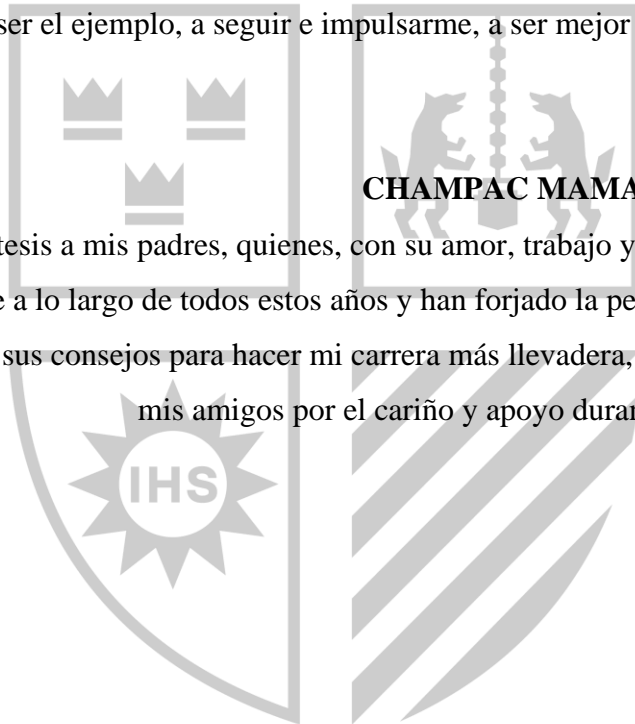 ser el ejemplo, a seguir e impulsarme, a ser mejor
CHAMPAC MAMA
tesis a mis padres, quienes, con su amor, trabajo y
e a lo largo de todos estos años y han forjado la pe
sus consejos para hacer mi carrera más llevadera,
mis amigos por el cariño y apoyo duran
IHS